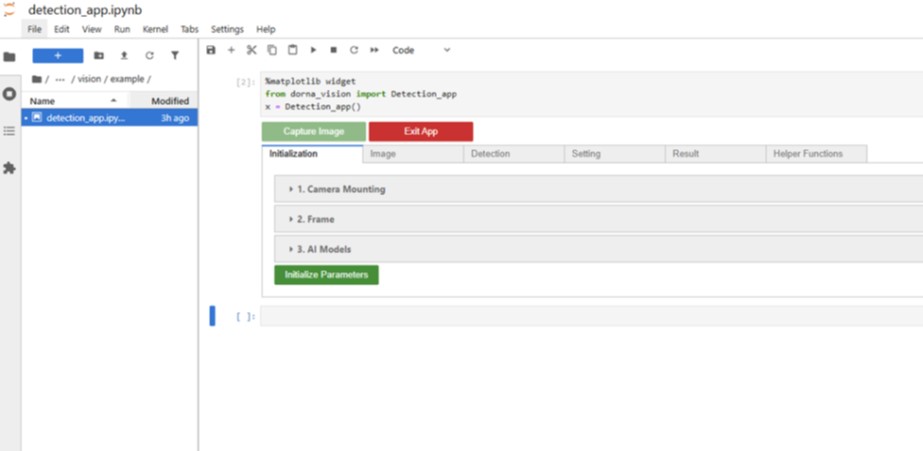 detection_app.ipynb
File Edit View Run Kernel Tabs Settings Help
+ Code
/ ... / vision / example /
Name Modified
detection_app.ipy... 3h ago
[2]: %matplotlib widget
from dorna_vision import Detection_app
x = Detection_app()
Capture Image Exit App
Initialization Image Detection Setting Result Helper Functions
1. Camera Mounting
2. Frame
3. AI Models
Initialize Parameters
[ ]: